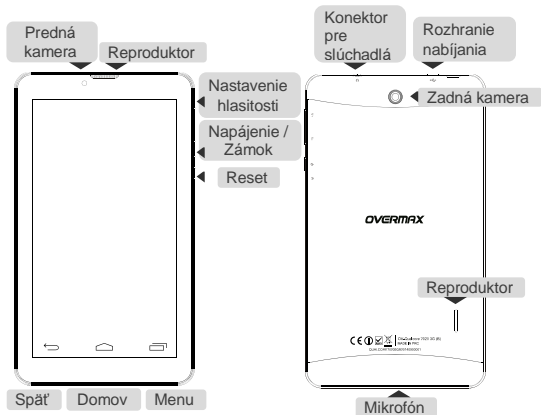 Predná
kamera
Reproduktor
Nastavenie
hlasitosti
Napájenie /
Zámok
Reset
Späť
Domov
Menu
Konektor
pre
slúchadlá
Rozhranie
nabíjania
Zadná kamera
OVERMAX
Reproduktor
Mikrofón